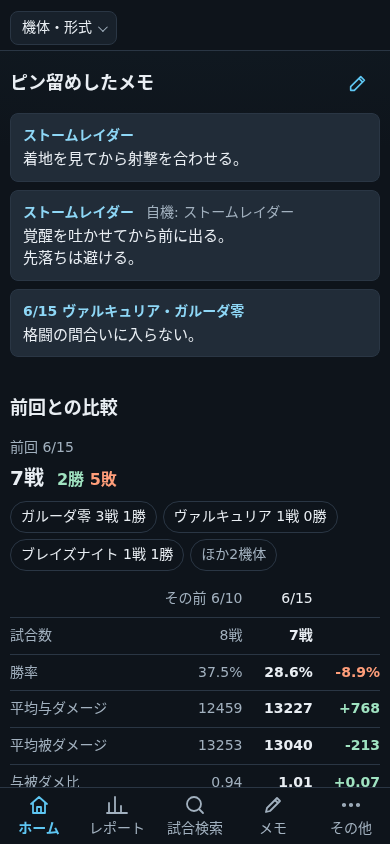 機体・形式
ピン留めしたメモ
ストームレイダー
着地を見てから射撃を合わせる。
ストームレイダー 自機: ストームレイダー
覚醒を吐かせてから前に出る。
先落ちは避ける。
6/15 ヴァルキュリア・ガルーダ零
格闘の間合いに入らない。
前回との比較
前回 6/15
7戦 2勝 5敗
ガルーダ零 3戦 1勝 ヴァルキュリア 1戦 0勝
ブレイズナイト 1戦 1勝 ほか2機体
その前 6/10 6/15
試合数 8戦 7戦
勝率 37.5% 28.6% -8.9%
平均与ダメージ 12459 13227 +768
平均被ダメージ 13253 13040 -213
与被ダメ比 0.94 1.01 +0.07
ホーム レポート 試合検索 メモ その他